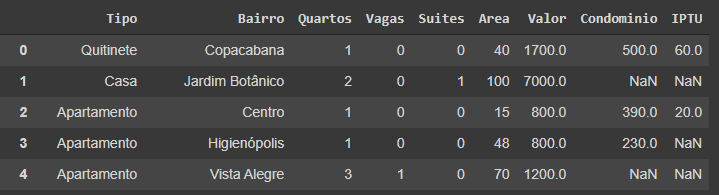 Tipo Bairro Quartos Vagas Suites Area Valor Condominio IPTU
0 Quitinete Copacabana 1 0 0 40 1700.0 500.0 60.0
1 Casa Jardim Botânico 2 0 1 100 7000.0 NaN NaN
2 Apartamento Centro 1 0 0 15 800.0 390.0 20.0
3 Apartamento Higienópolis 1 0 0 48 800.0 230.0 NaN
4 Apartamento Vista Alegre 3 1 0 70 1200.0 NaN NaN